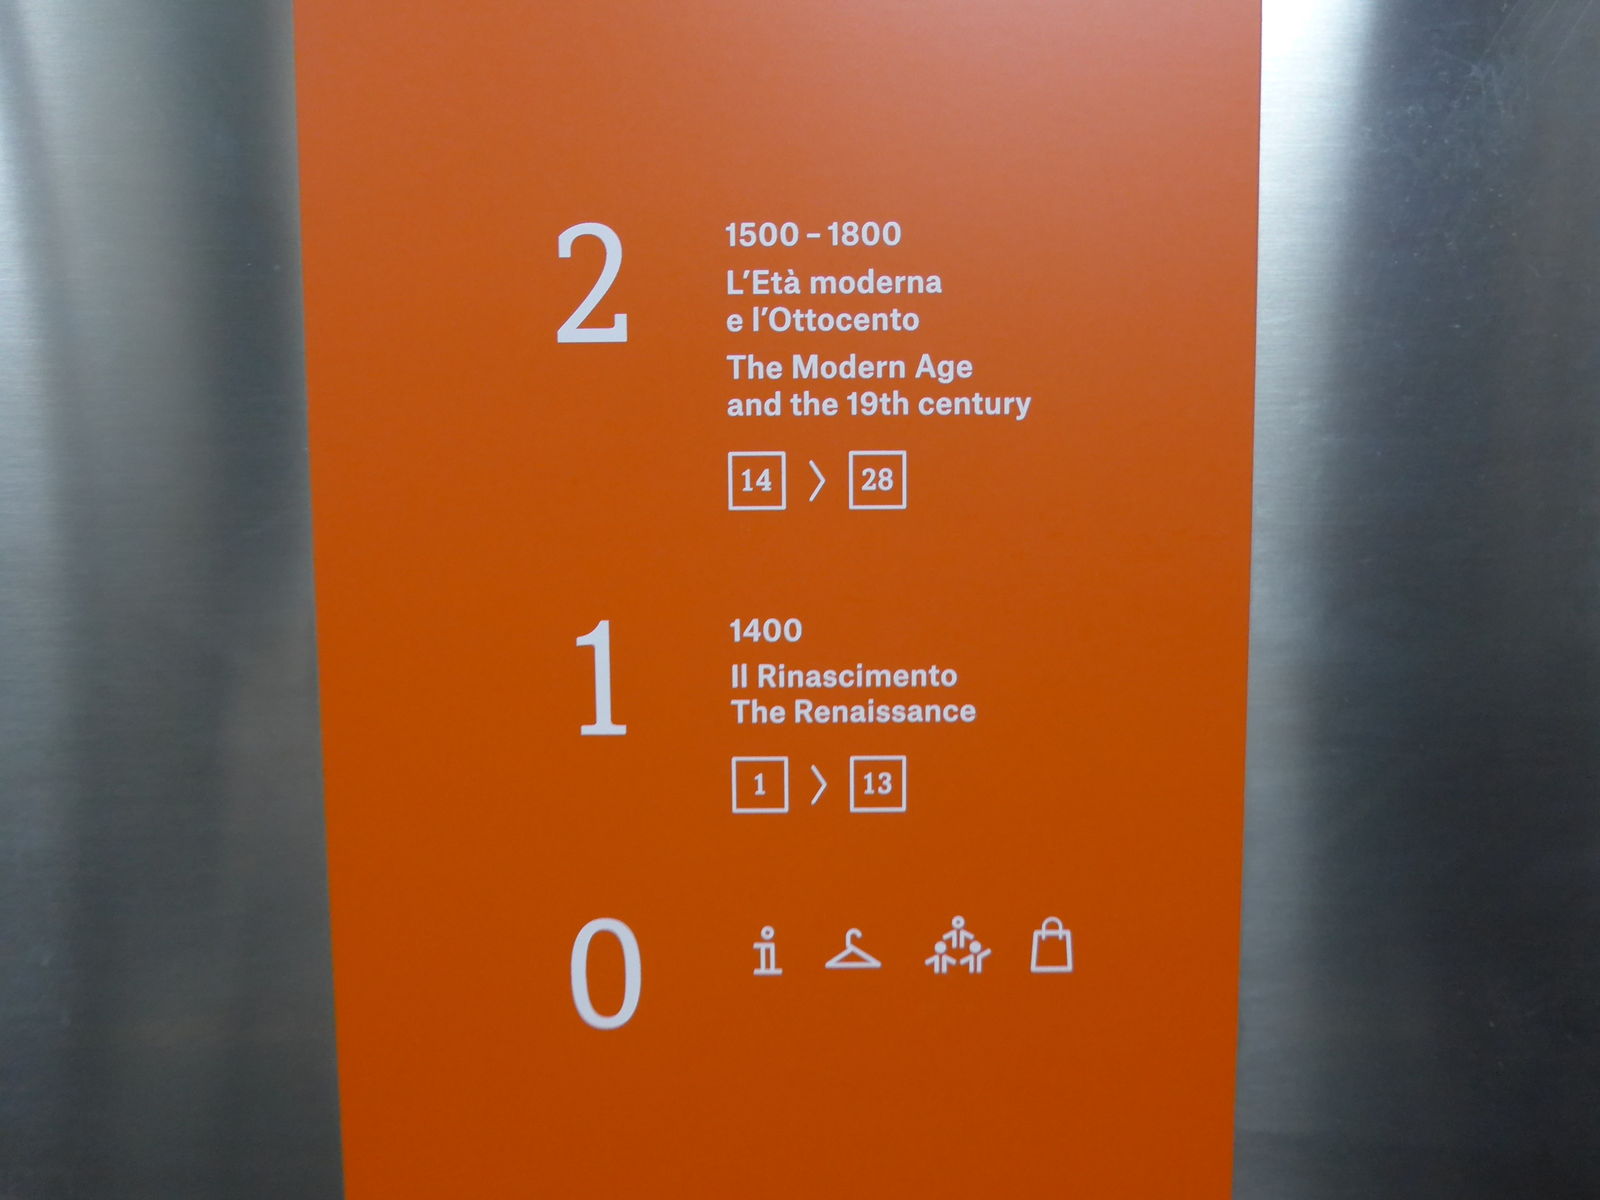 2
1500 – 1800
L'Età moderna
e l'Ottocento
The Modern Age
and the 19th century
14 > 28
1
1400
Il Rinascimento
The Renaissance
1 > 13
0